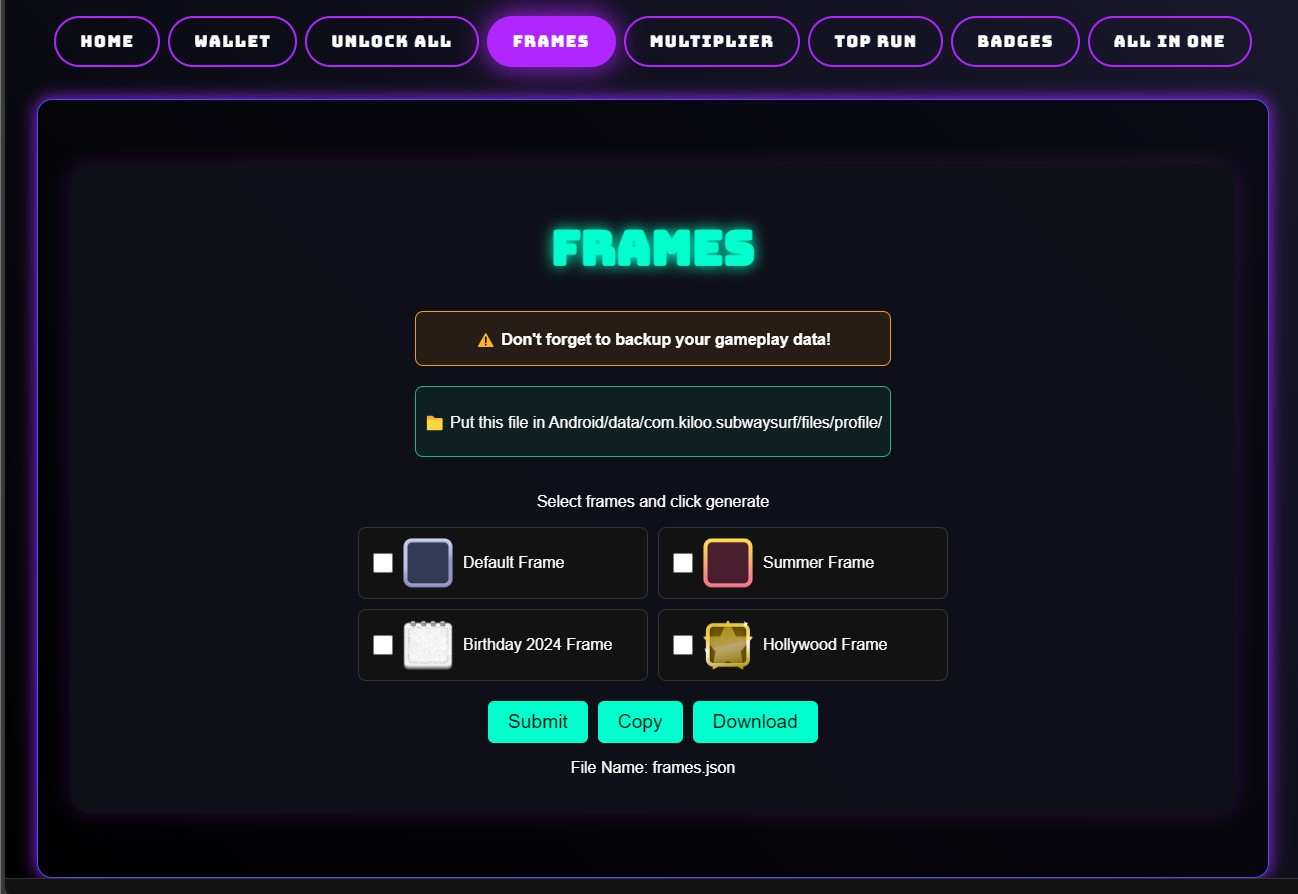 HOME WALLET UNLOCK ALL FRAMES MULTIPLIER TOP RUN BADGES ALL IN ONE
FRAMES
⚠ Don't forget to backup your gameplay data!
📁 Put this file in Android/data/com.kiloo.subwaysurf/files/profile/
Select frames and click generate
Default Frame Summer Frame
Birthday 2024 Frame Hollywood Frame
Submit Copy Download
File Name: frames.json